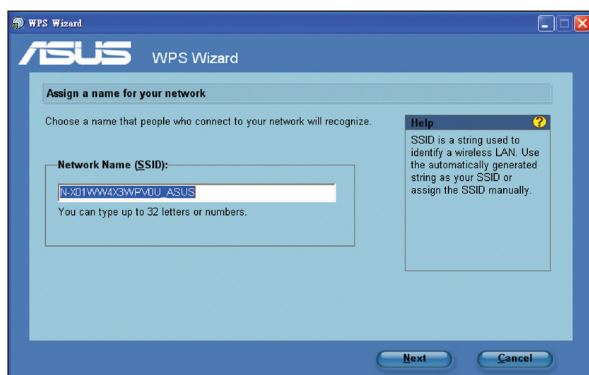 WPS Wizard
ASUS WPS Wizard
Assign a name for your network
Choose a name that people who connect to your network will recognize.
Network Name (SSID):
N-X01WW4X3WPV0U_ASUS
You can type up to 32 letters or numbers.
Help
SSID is a string used to
identify a wireless LAN. Use
the automatically generated
string as your SSID or
assign the SSID manually.
Next
Cancel